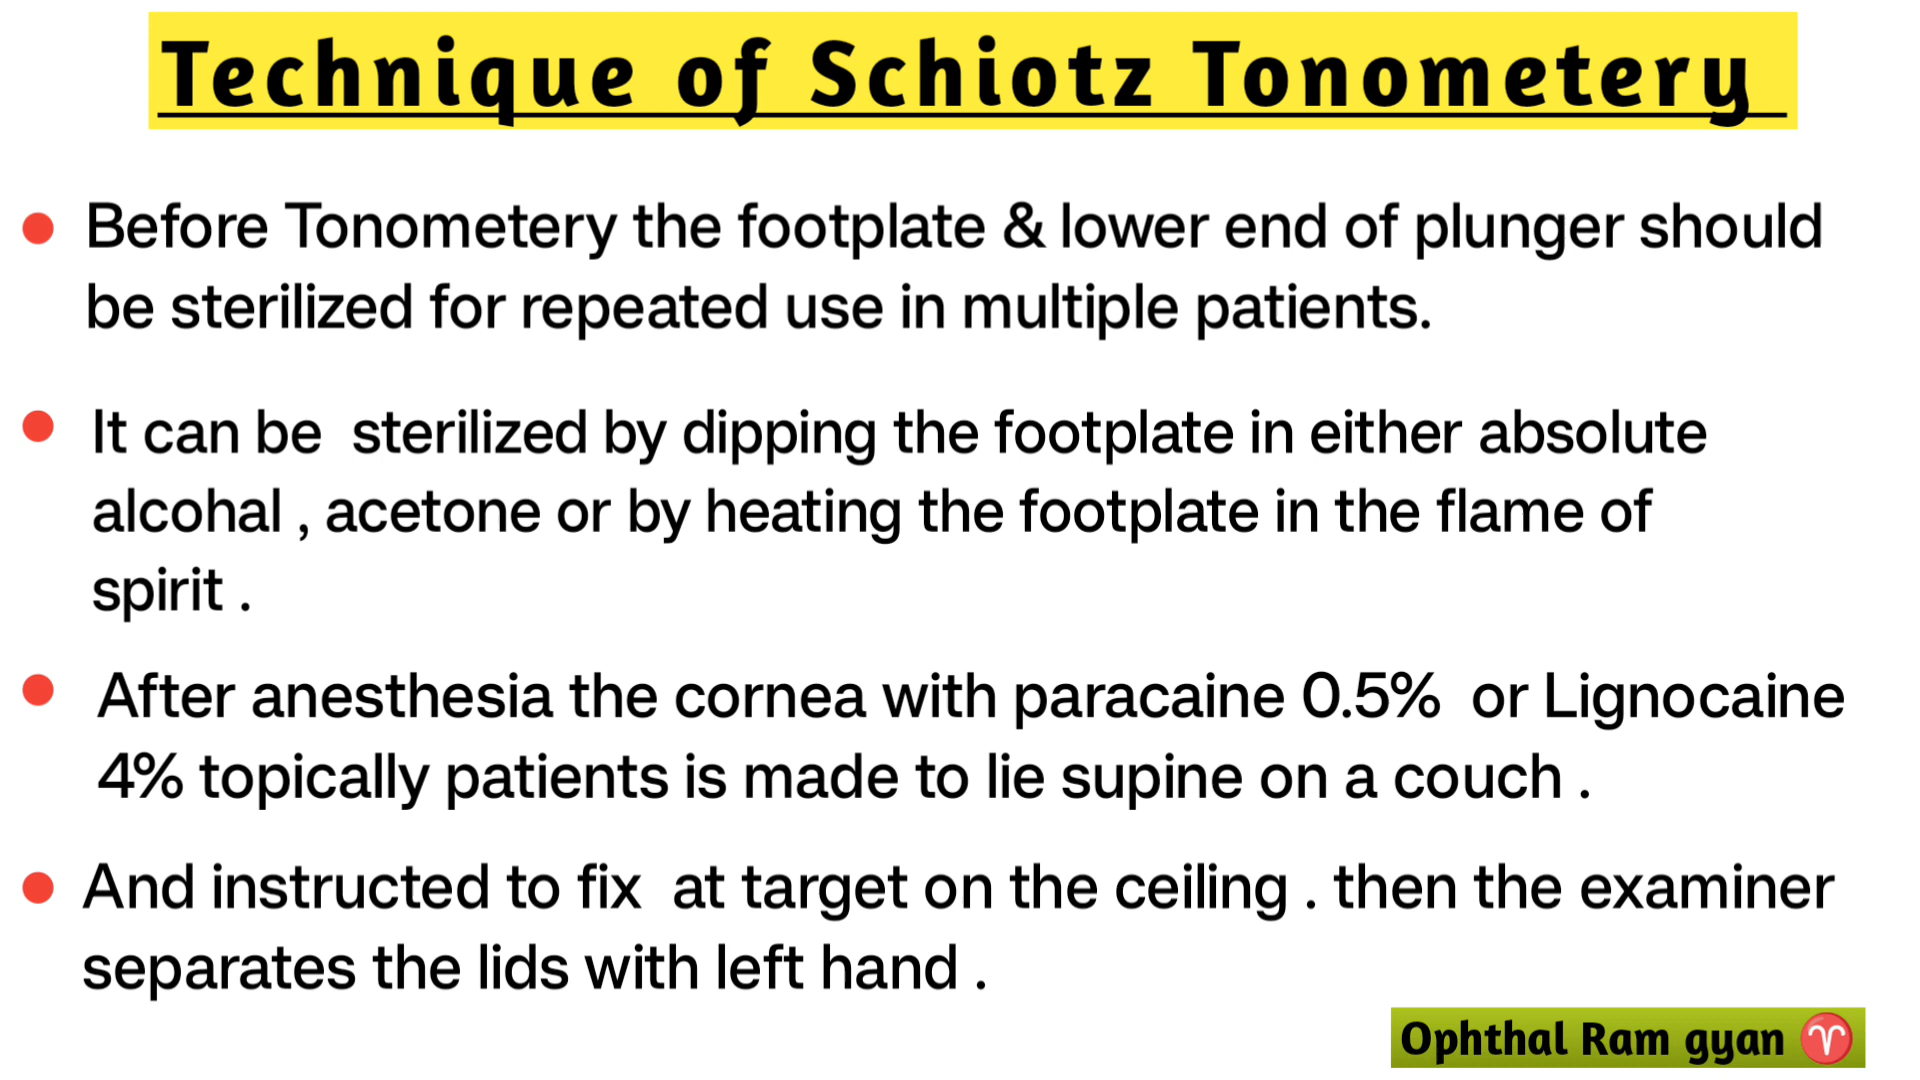 Technique of Schiotz Tonometery
Before Tonometery the footplate & lower end of plunger should
be sterilized for repeated use in multiple patients.
It can be sterilized by dipping the footplate in either absolute
alcohal , acetone or by heating the footplate in the flame of
spirit .
After anesthesia the cornea with paracaine 0.5% or Lignocaine
4% topically patients is made to lie supine on a couch .
And instructed to fix at target on the ceiling . then the examiner
separates the lids with left hand .
Ophthal Ram gyan ♈